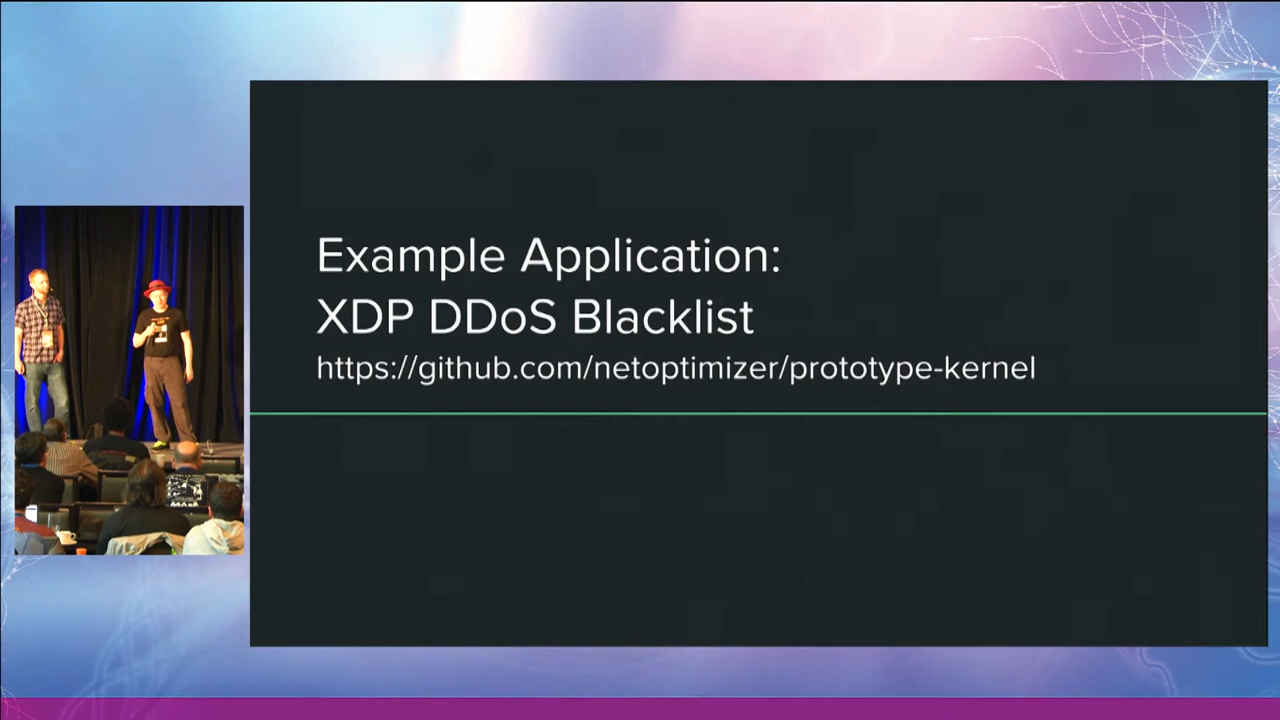 Example Application:
XDP DDoS Blacklist
https://github.com/netoptimizer/prototype-kernel